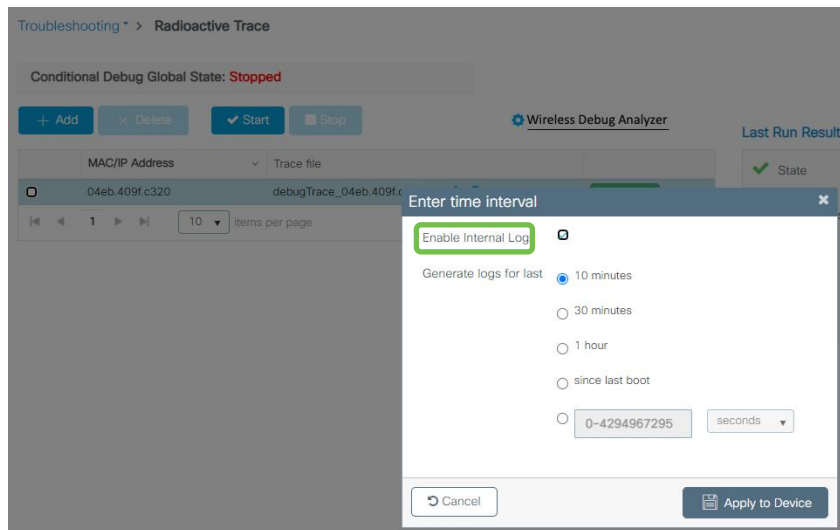 Troubleshooting > Radioactive Trace
Conditional Debug Global State: Stopped
+ Add
× Delete
Start
Stop
Wireless Debug Analyzer
Last Run Result
MAC/IP Address
Trace file
State
04eb.409f.c320
debugTrace_04eb.409f.c
1
10
items per page
Enter time interval
×
Enable Internal Log
Generate logs for last
10 minutes
30 minutes
1 hour
since last boot
0-4294967295
seconds
Cancel
Apply to Device